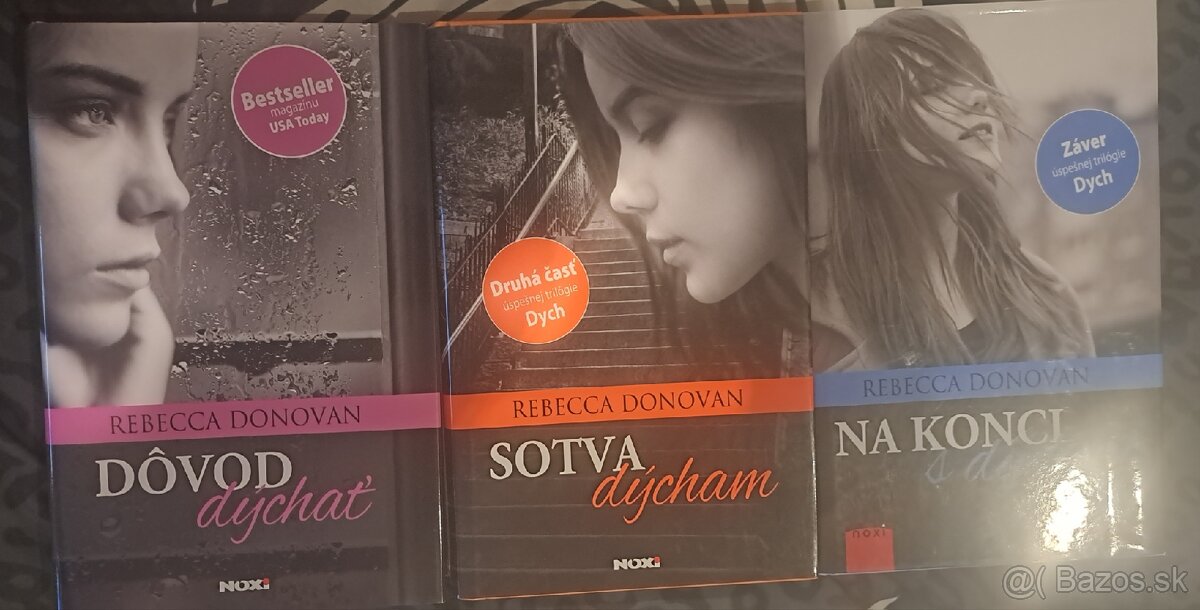 Bestseller
magazínu
USA Today
REBECCA DONOVAN
DÔVOD
dýchať
NOXi
Druhá časť
úspešnej trilógie
Dych
REBECCA DONOVAN
SOTVA
dýcham
NOXi
Záver
úspešnej trilógie
Dych
REBECCA DONOVAN
NA KONCI
noxi
@( Bazos.sk